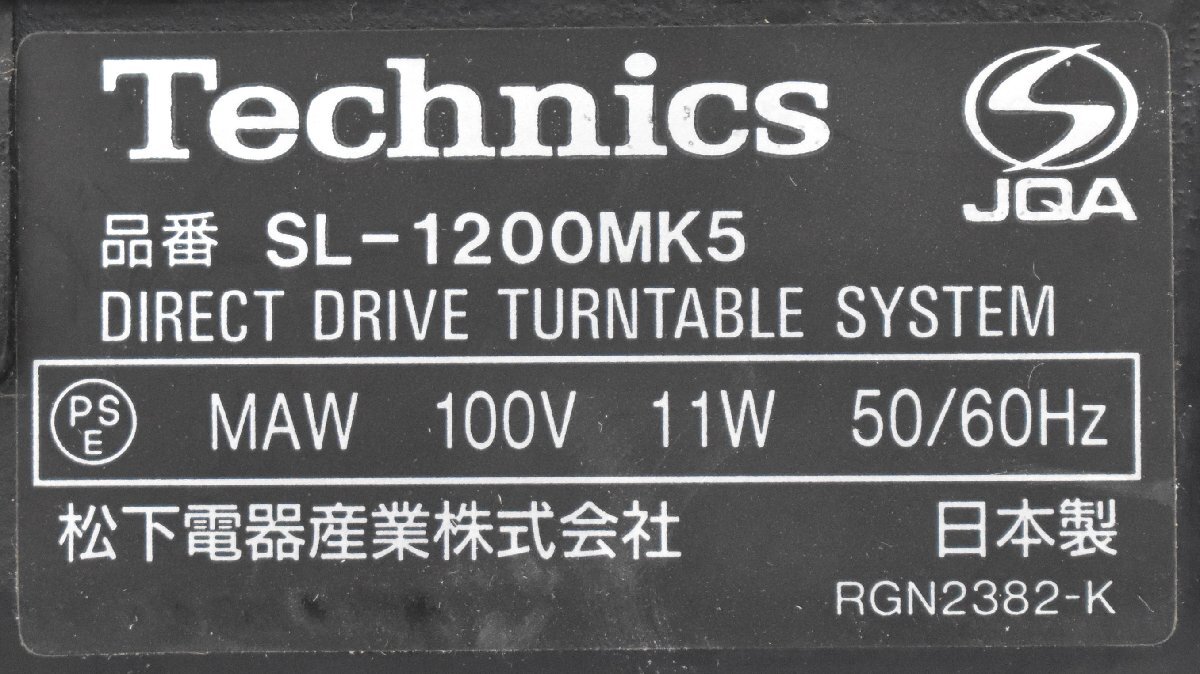 Technics
JQA
品番 SL-1200MK5
DIRECT DRIVE TURNTABLE SYSTEM
PSE MAW 100V 11W 50/60Hz
松下電器産業株式会社 日本製
RGN2382-K